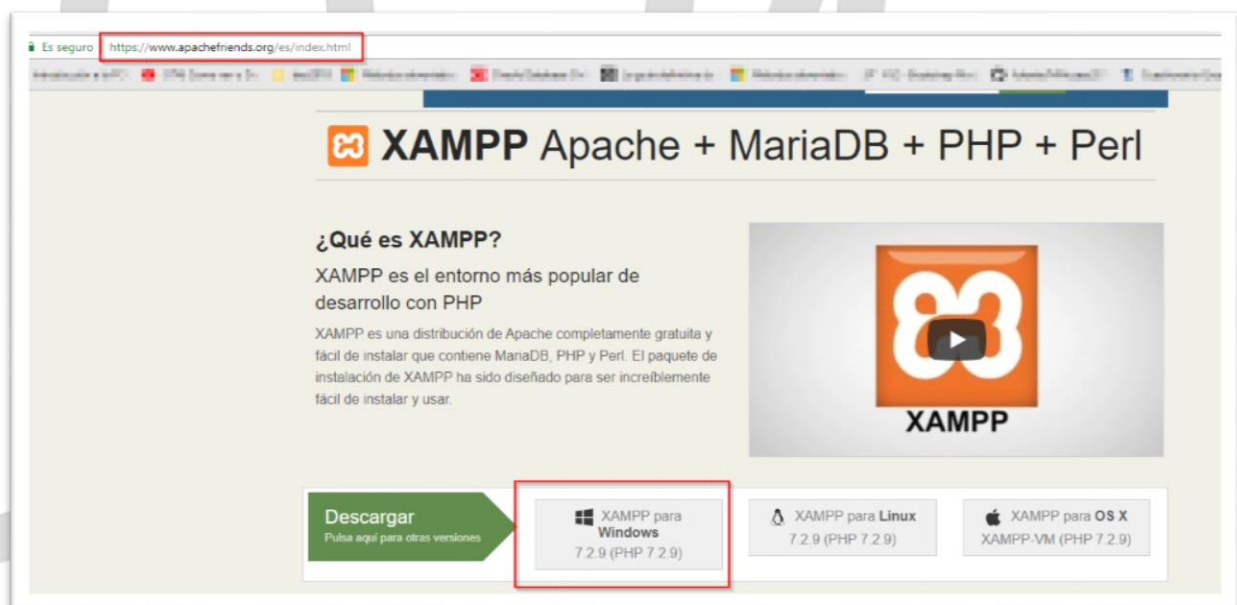 Es seguro https://www.apachefriends.org/es/index.html
XAMPP Apache + MariaDB + PHP + Perl
¿Qué es XAMPP?
XAMPP es el entorno más popular de
desarrollo con PHP
XAMPP es una distribución de Apache completamente gratuita y
fácil de instalar que contiene MariaDB, PHP y Perl. El paquete de
instalación de XAMPP ha sido diseñado para ser increíblemente
fácil de instalar y usar.
XAMPP
Descargar
Pulsa aquí para otras versiones
XAMPP para
Windows
7.2.9 (PHP 7.2.9)
XAMPP para Linux
7.2.9 (PHP 7.2.9)
XAMPP para OS X
XAMPP-VM (PHP 7.2.9)